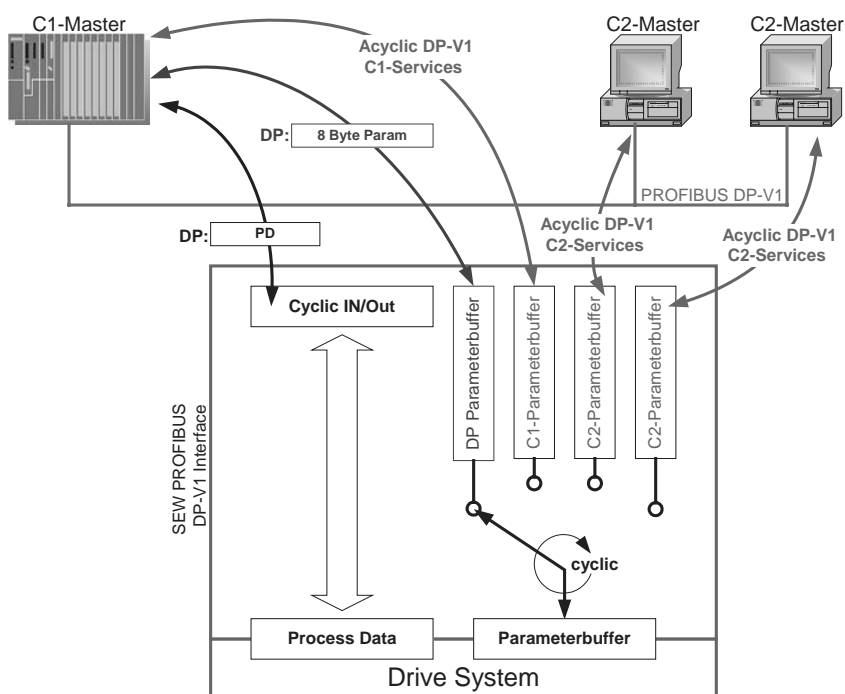 C1-Master
C2-Master
C2-Master
Acyclic DP-V1
C1-Services
DP:
8 Byte Param
PROFIBUS DP-V1
DP:
PD
Acyclic DP-V1
C2-Services
Acyclic DP-V1
C2-Services
Cyclic IN/Out
DP Parameterbuffer
C1-Parameterbuffer
C2-Parameterbuffer
C2-Parameterbuffer
SEW PROFIBUS
DP-V1 Interface
cyclic
Process Data
Parameterbuffer
Drive System